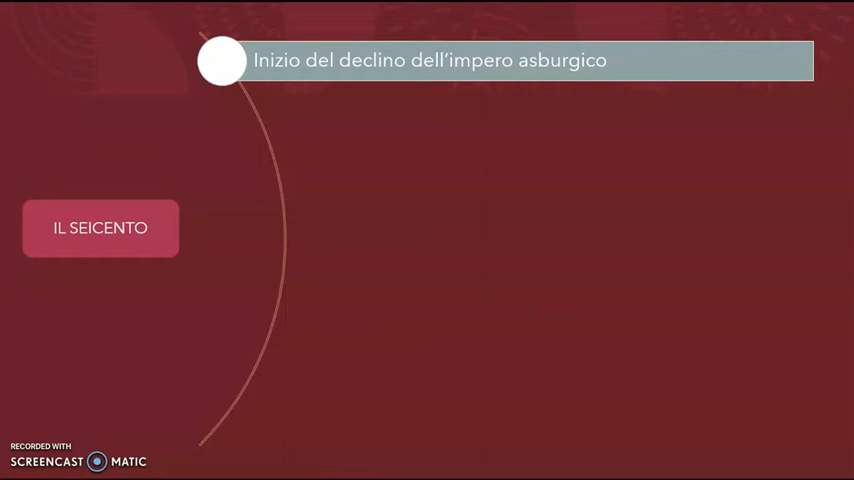 Inizio del declino dell'impero asburgico
IL SEICENTO
RECORDED WITH
SCREENCAST MATIC